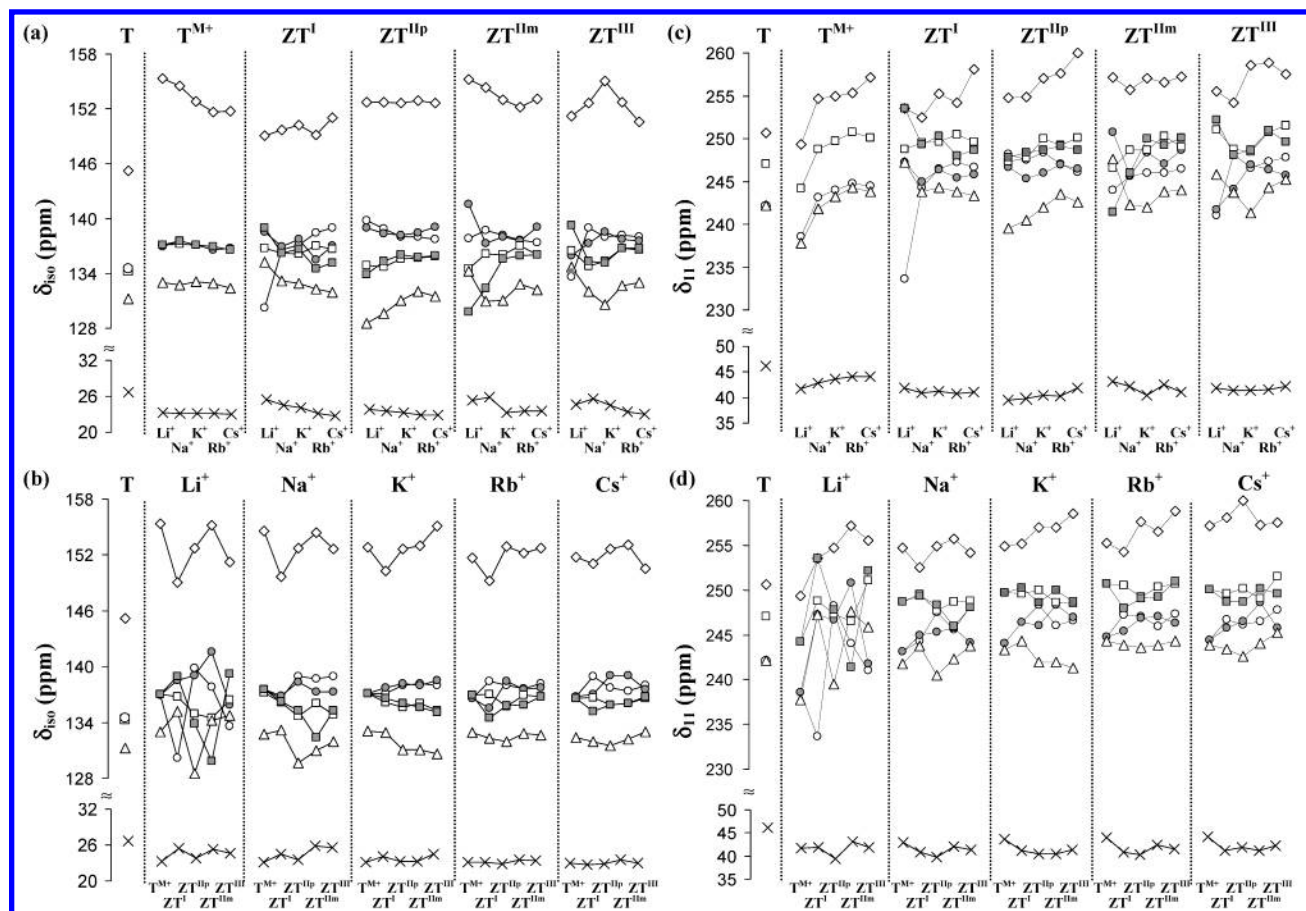 (a) T T^M+ ZT^I ZT^IIp ZT^IIm ZT^III
158
152
146
140
134
128
≈
32
26
20
δiso (ppm)
Li+ K+ Cs+ Li+ K+ Cs+ Li+ K+ Cs+ Li+ K+ Cs+ Li+ K+ Cs+
Na+ Rb+ Na+ Rb+ Na+ Rb+ Na+ Rb+ Na+ Rb+
(c) T T^M+ ZT^I ZT^IIp ZT^IIm ZT^III
260
255
250
245
240
235
230
≈
50
45
40
35
δ11 (ppm)
Li+ K+ Cs+ Li+ K+ Cs+ Li+ K+ Cs+ Li+ K+ Cs+ Li+ K+ Cs+
Na+ Rb+ Na+ Rb+ Na+ Rb+ Na+ Rb+ Na+ Rb+
(b) T Li+ Na+ K+ Rb+ Cs+
158
152
146
140
134
128
≈
32
26
20
δiso (ppm)
T^M+ ZT^IIp ZT^III T^M+ ZT^IIp ZT^III T^M+ ZT^IIp ZT^III T^M+ ZT^IIp ZT^III T^M+ ZT^IIp ZT^III
ZT^I ZT^IIm ZT^I ZT^IIm ZT^I ZT^IIm ZT^I ZT^IIm ZT^I ZT^IIm
(d) T Li+ Na+ K+ Rb+ Cs+
260
255
250
245
240
235
230
≈
50
45
40
35
δ11 (ppm)
T^M+ ZT^IIp ZT^III T^M+ ZT^IIp ZT^III T^M+ ZT^IIp ZT^III T^M+ ZT^IIp ZT^III T^M+ ZT^IIp ZT^III
ZT^I ZT^IIm ZT^I ZT^IIm ZT^I ZT^IIm ZT^I ZT^IIm ZT^I ZT^IIm